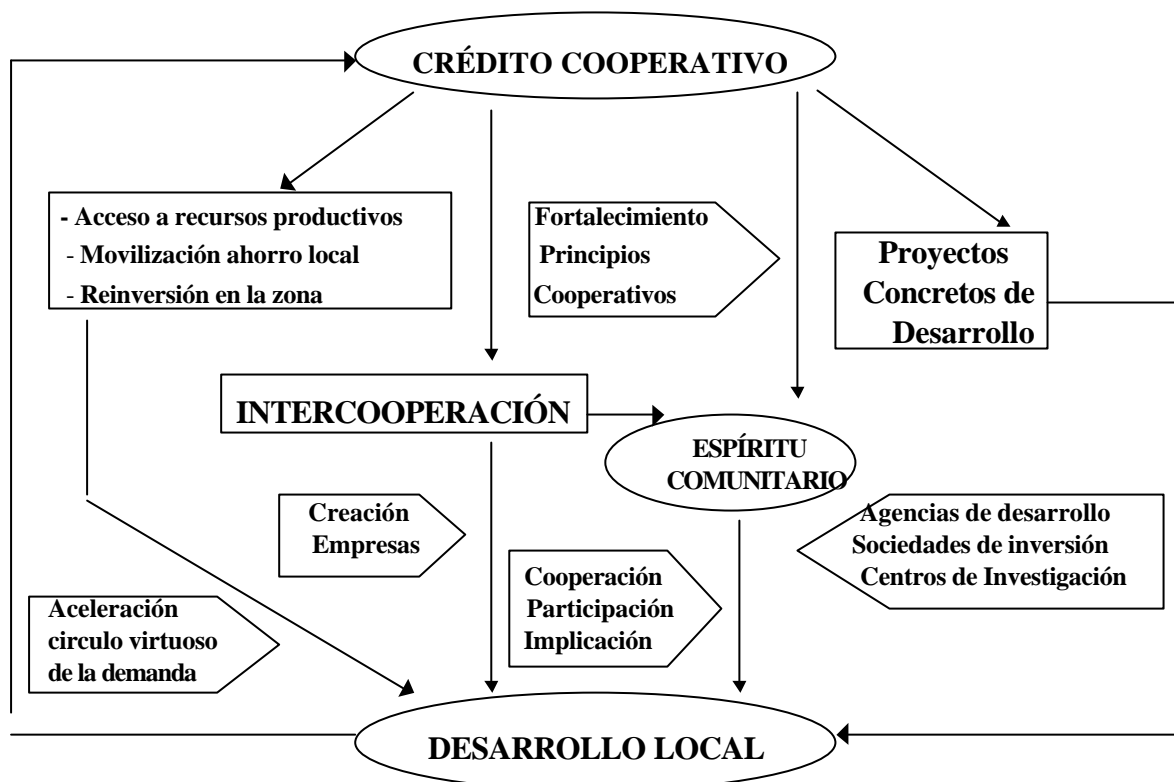 CRÉDITO COOPERATIVO
- Acceso a recursos productivos
- Movilización ahorro local
- Reinversión en la zona
Fortalecimiento
Principios
Cooperativos
Proyectos
Concretos de
Desarrollo
INTERCOOPERACIÓN
ESPÍRITU
COMUNITARIO
Creación
Empresas
Agencias de desarrollo
Sociedades de inversión
Centros de Investigación
Cooperación
Participación
Implicación
Aceleración
circulo virtuoso
de la demanda
DESARROLLO LOCAL